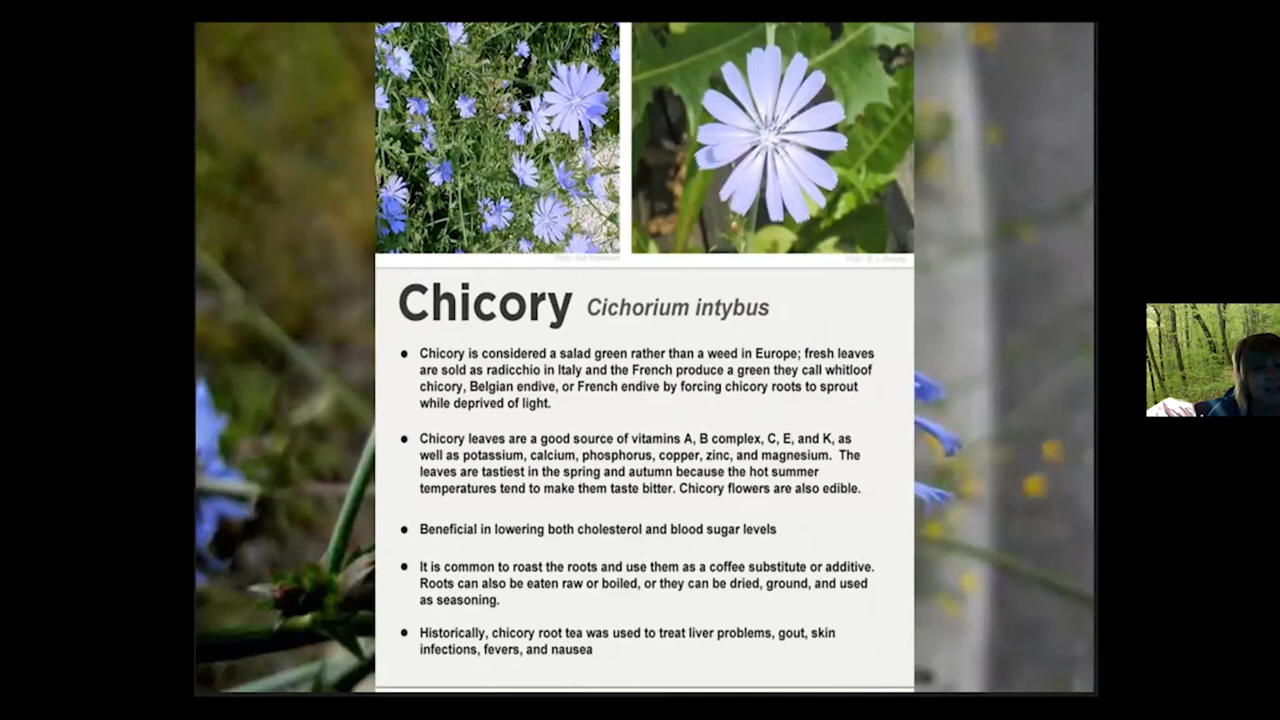 Chicory Cichorium intybus
• Chicory is considered a salad green rather than a weed in Europe; fresh leaves
are sold as radicchio in Italy and the French produce a green they call whitloof
chicory, Belgian endive, or French endive by forcing chicory roots to sprout
while deprived of light.
• Chicory leaves are a good source of vitamins A, B complex, C, E, and K, as
well as potassium, calcium, phosphorus, copper, zinc, and magnesium. The
leaves are tastiest in the spring and autumn because the hot summer
temperatures tend to make them taste bitter. Chicory flowers are also edible.
• Beneficial in lowering both cholesterol and blood sugar levels
• It is common to roast the roots and use them as a coffee substitute or additive.
Roots can also be eaten raw or boiled, or they can be dried, ground, and used
as seasoning.
• Historically, chicory root tea was used to treat liver problems, gout, skin
infections, fevers, and nausea